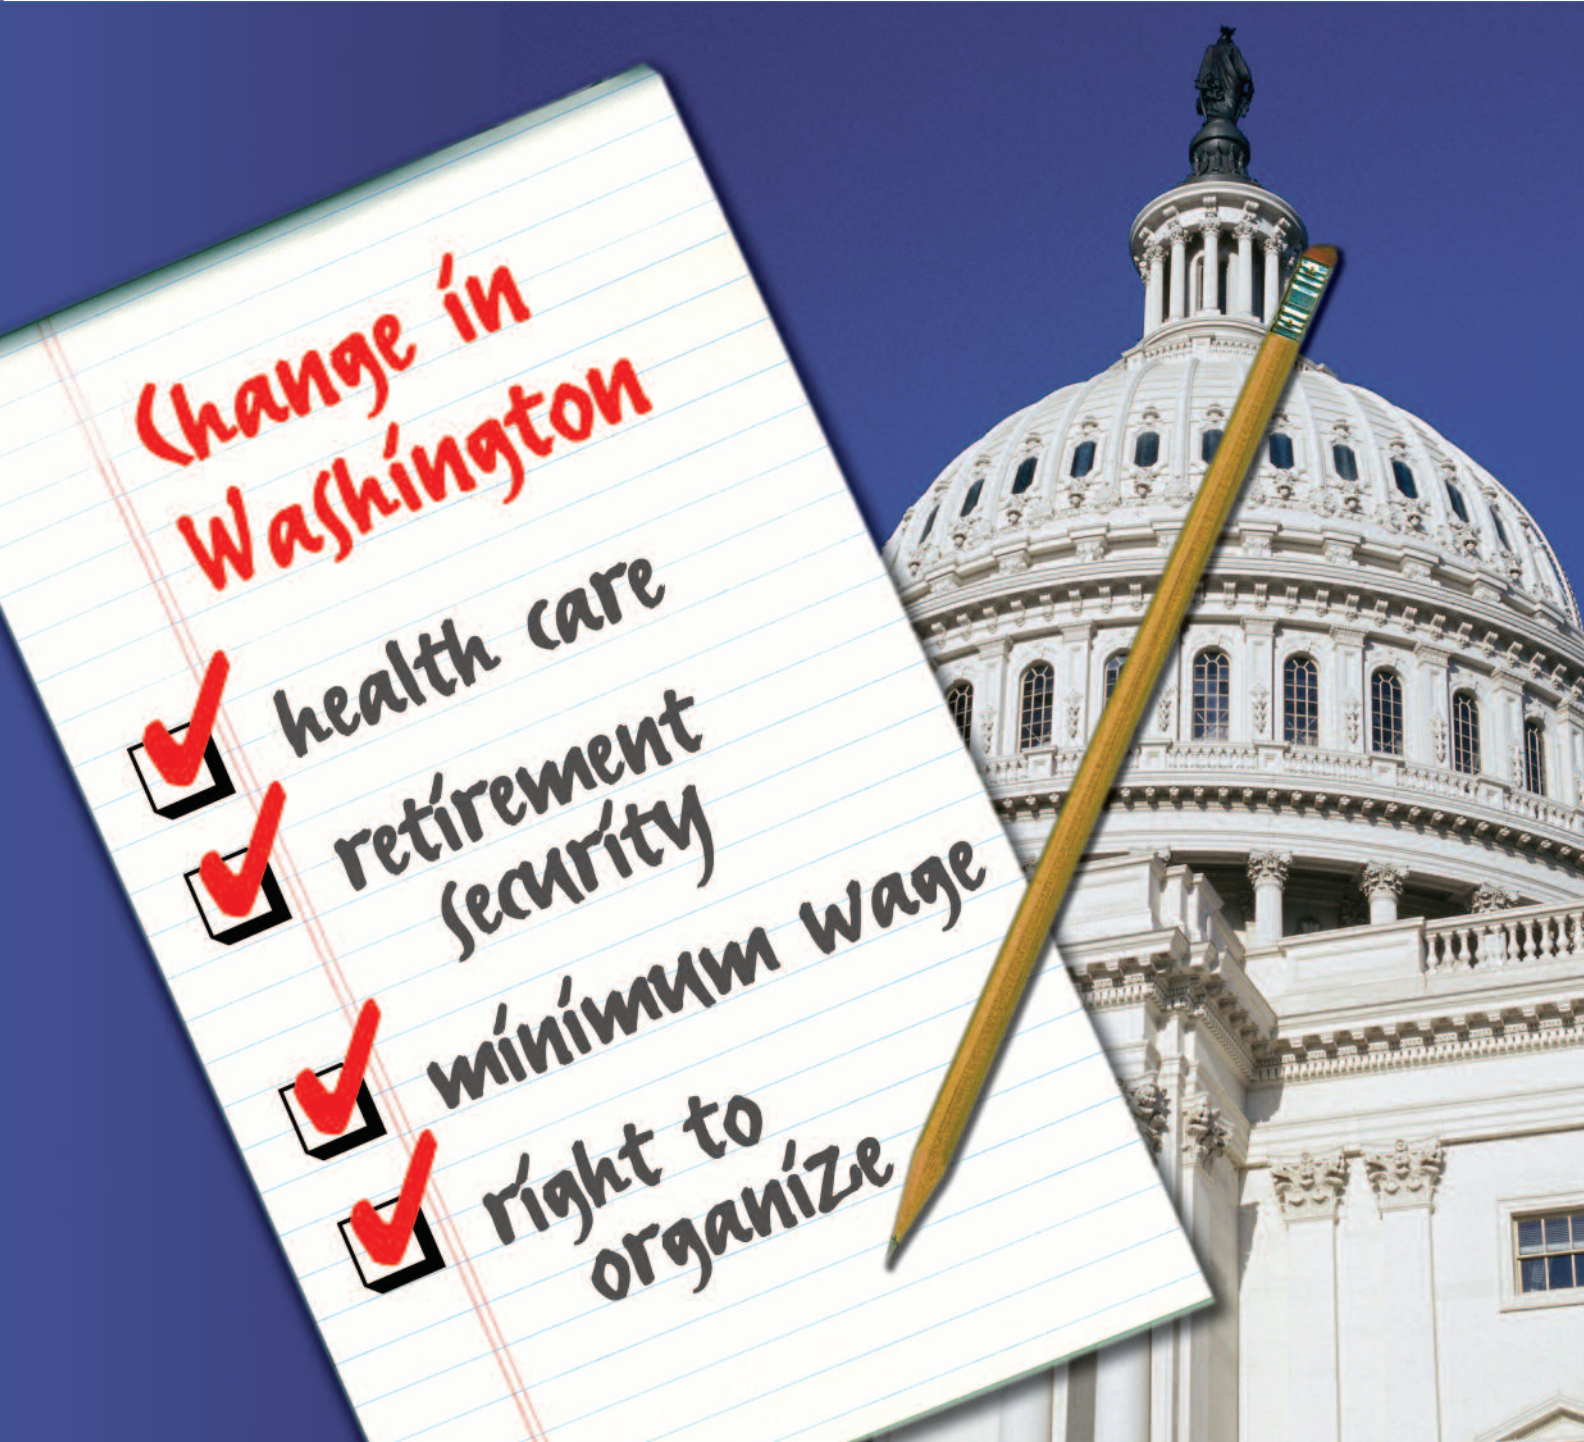 Change in
Washington
health care
retirement
security
minimum wage
right to
organize